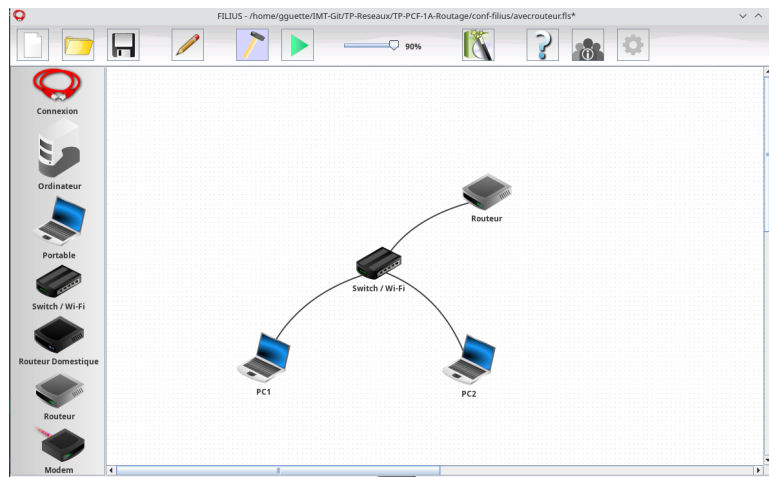 FILIUS - /home/gguette/IMT-Git/TP-Reseaux/TP-PCF-1A-Routage/conf-filius/avecrouteur.fls*
90%
Connexion
Ordinateur
Portable
Switch / Wi-Fi
Routeur Domestique
Routeur
Modem
Routeur
Switch / Wi-Fi
PC1
PC2